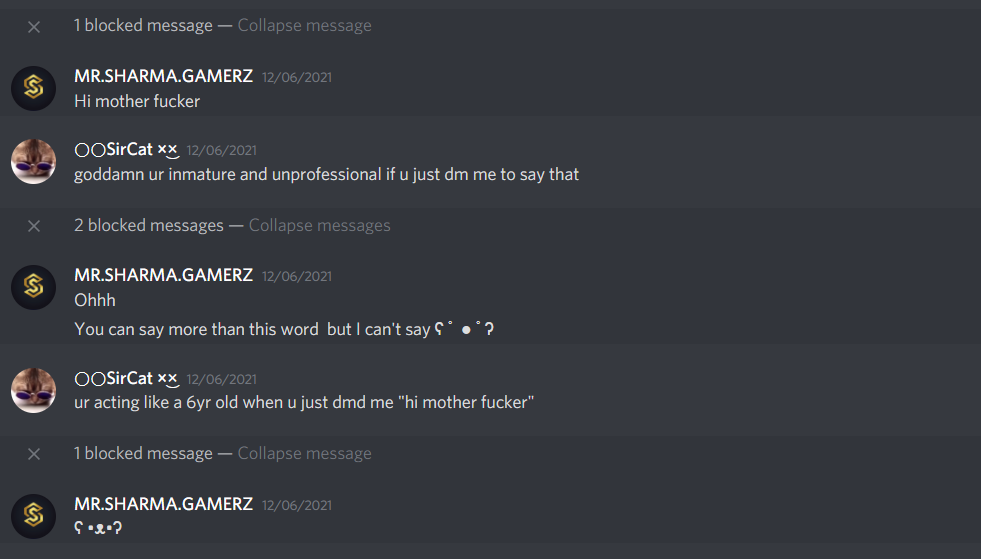 1 blocked message — Collapse message
MR.SHARMA.GAMERZ 12/06/2021
Hi mother fucker
〇〇SirCat ×͜× 12/06/2021
goddamn ur inmature and unprofessional if u just dm me to say that
2 blocked messages — Collapse messages
MR.SHARMA.GAMERZ 12/06/2021
Ohhh
You can say more than this word but I can't say ʕ ﾟ ● ﾟʔ
〇〇SirCat ×͜× 12/06/2021
ur acting like a 6yr old when u just dmd me "hi mother fucker"
1 blocked message — Collapse message
MR.SHARMA.GAMERZ 12/06/2021
ʕ •ᴥ•ʔ